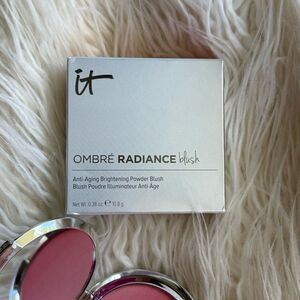 it
OMBRÉ RADIANCE blush
Anti-Aging Brightening Powder Blush
Blush Poudre Illuminateur Anti-Âge
Net Wt. 0.38 oz. ℮ 10.8 g